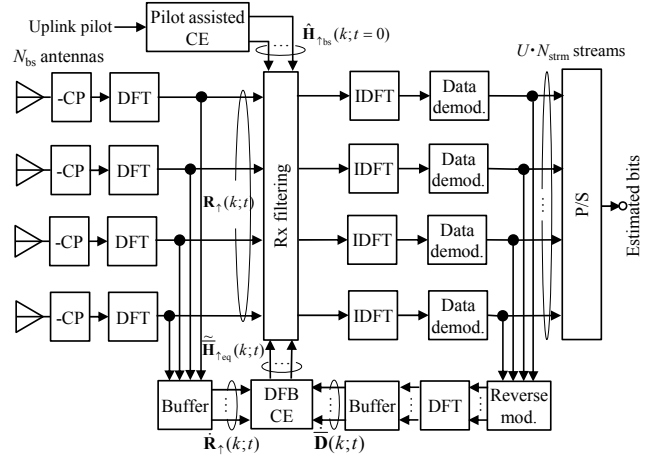 Uplink pilot
Pilot assisted
CE
Ĥ↑bs(k;t=0)
Nbs antennas
U·Nstrm streams
-CP
DFT
IDFT
Data
demod.
-CP
DFT
IDFT
Data
demod.
-CP
DFT
IDFT
Data
demod.
-CP
DFT
IDFT
Data
demod.
R↑(k;t)
Rx filtering
P/S
Estimated bits
H̅̃↑eq(k;t)
Buffer
DFB
CE
Buffer
DFT
Reverse
mod.
Ṙ↑(k;t)
D̅̇(k;t)